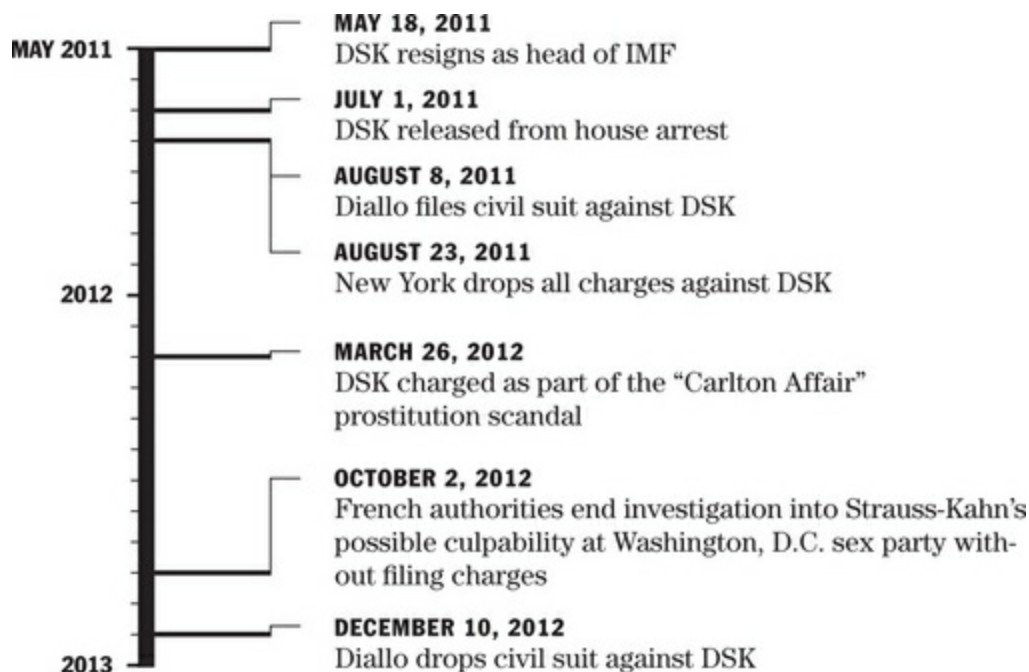 MAY 18, 2011
MAY 2011
DSK resigns as head of IMF
JULY 1, 2011
DSK released from house arrest
AUGUST 8, 2011
Diallo files civil suit against DSK
AUGUST 23, 2011
New York drops all charges against DSK
2012
MARCH 26, 2012
DSK charged as part of the “Carlton Affair”
prostitution scandal
OCTOBER 2, 2012
French authorities end investigation into Strauss-Kahn’s
possible culpability at Washington, D.C. sex party with-
out filing charges
DECEMBER 10, 2012
Diallo drops civil suit against DSK
2013